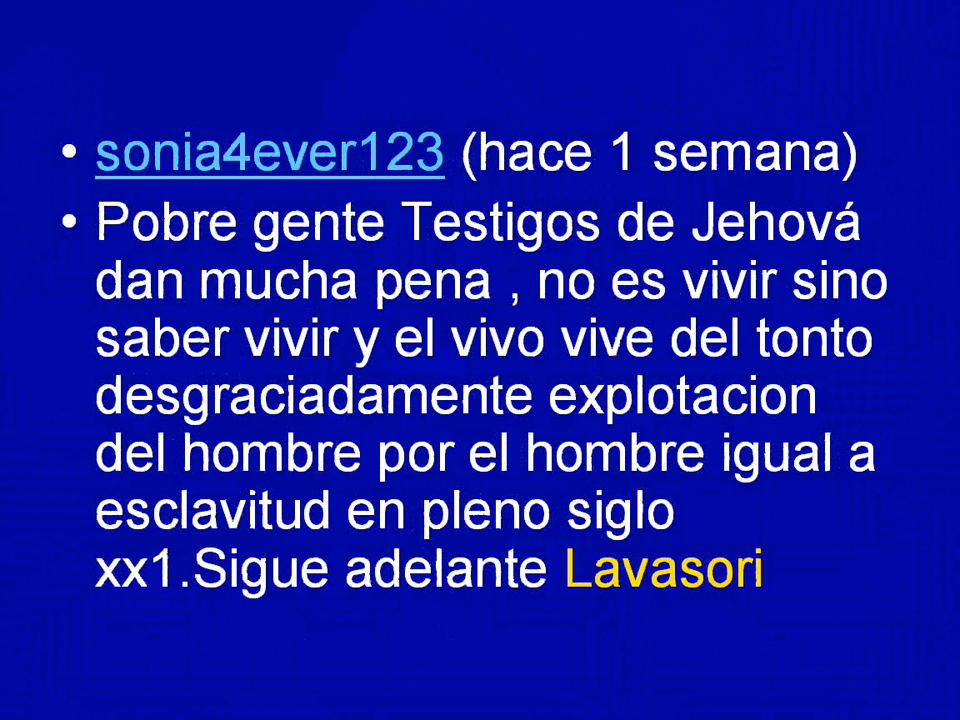 • sonia4ever123 (hace 1 semana)
• Pobre gente Testigos de Jehová
dan mucha pena , no es vivir sino
saber vivir y el vivo vive del tonto
desgraciadamente explotacion
del hombre por el hombre igual a
esclavitud en pleno siglo
xx1.Sigue adelante Lavasori